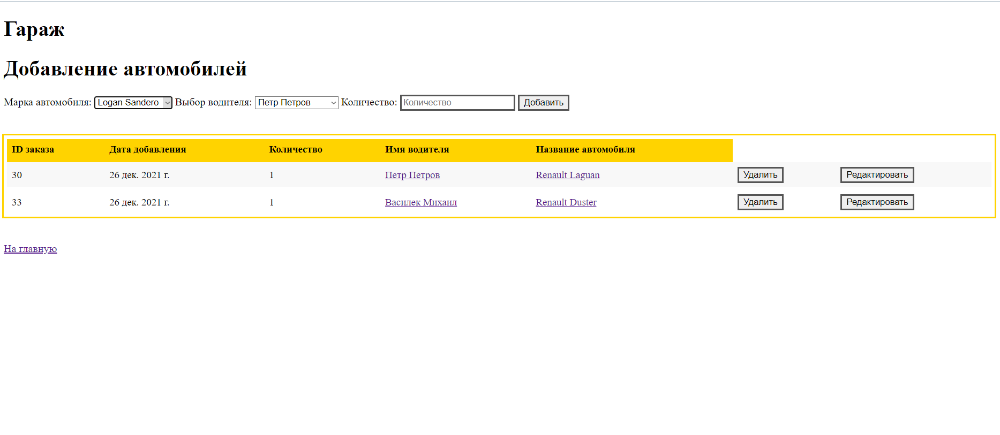 Гараж
Добавление автомобилей
Марка автомобиля: Logan Sandero Выбор водителя: Петр Петров Количество: Количество Добавить
ID заказа Дата добавления Количество Имя водителя Название автомобиля
30 26 дек. 2021 г. 1 Петр Петров Renault Laguan Удалить Редактировать
33 26 дек. 2021 г. 1 Василек Михаил Renault Duster Удалить Редактировать
На главную